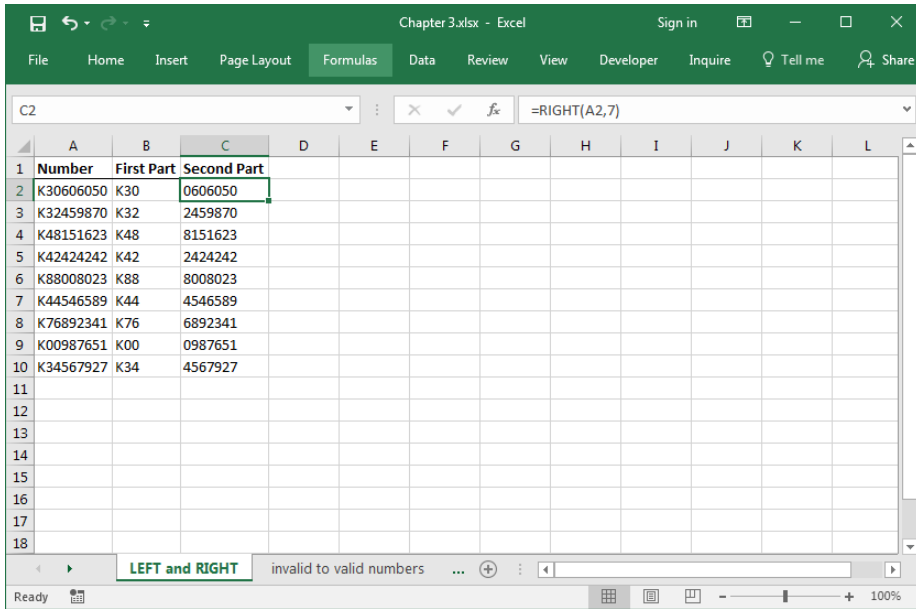 Chapter 3.xlsx - Excel Sign in
File Home Insert Page Layout Formulas Data Review View Developer Inquire Tell me Share
C2 fx =RIGHT(A2,7)
A B C D E F G H I J K L
1 Number First Part Second Part
2 K30606050 K30 0606050
3 K32459870 K32 2459870
4 K48151623 K48 8151623
5 K42424242 K42 2424242
6 K88008023 K88 8008023
7 K44546589 K44 4546589
8 K76892341 K76 6892341
9 K00987651 K00 0987651
10 K34567927 K34 4567927
11
12
13
14
15
16
17
18
LEFT and RIGHT invalid to valid numbers ...
Ready 100%